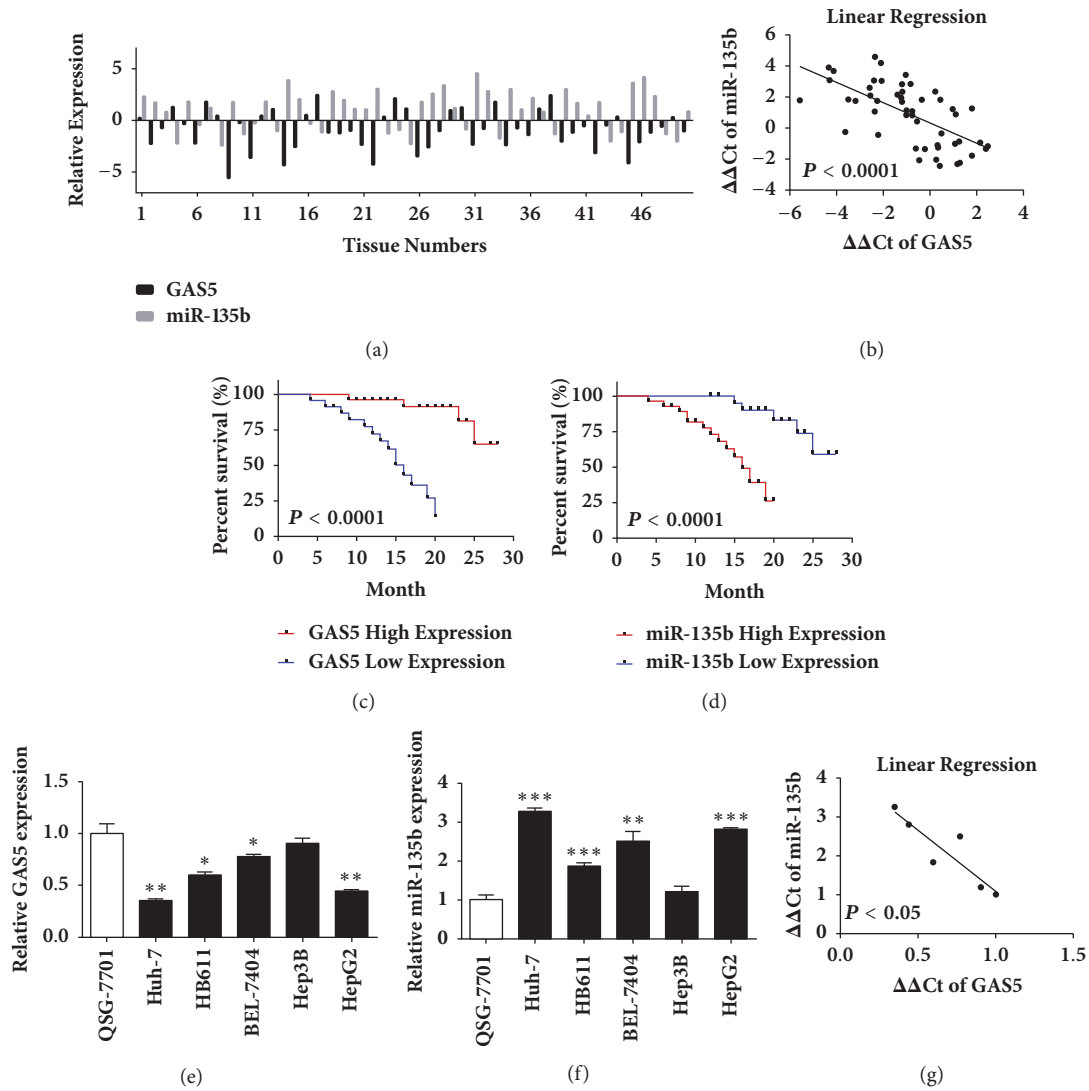 Relative Expression
5
0
−5
1 6 11 16 21 26 31 36 41 46
Tissue Numbers
GAS5
miR-135b
(a)
Linear Regression
ΔΔCt of miR-135b
6
4
2
0
−2
−4
P < 0.0001
−6 −4 −2 0 2 4
ΔΔCt of GAS5
(b)
Percent survival (%)
100
75
50
25
0
P < 0.0001
0 5 10 15 20 25 30
Month
GAS5 High Expression
GAS5 Low Expression
(c)
Percent survival (%)
100
75
50
25
0
P < 0.0001
0 5 10 15 20 25 30
Month
miR-135b High Expression
miR-135b Low Expression
(d)
Relative GAS5 expression
1.5
1.0
0.5
0.0
** * * **
QSG-7701
Huh-7
HB611
BEL-7404
Hep3B
HepG2
(e)
Relative miR-135b expression
4
3
2
1
0
*** *** ** ***
QSG-7701
Huh-7
HB611
BEL-7404
Hep3B
HepG2
(f)
Linear Regression
ΔΔCt of miR-135b
4
3
2
1
0
P < 0.05
0.0 0.5 1.0 1.5
ΔΔCt of GAS5
(g)